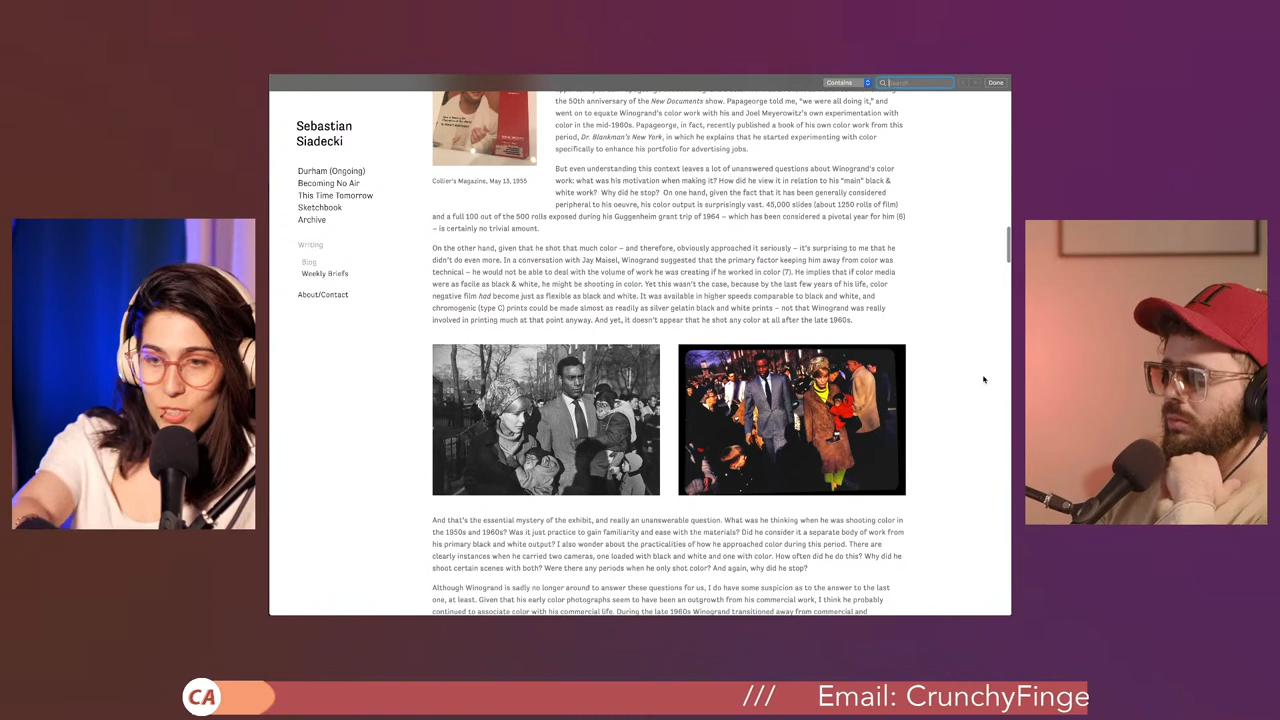 Contains
Search
Done
Sebastian
Siadecki
Durham (Ongoing)
Becoming No Air
This Time Tomorrow
Sketchbook
Archive
Writing
Blog
Weekly Briefs
About/Contact
Collier's Magazine, May 13, 1955
the 50th anniversary of the New Documents show. Papageorge told me, "we were all doing it," and
went on to equate Winogrand's color work with his and Joel Meyerowitz's own experimentation with
color in the mid-1960s. Papageorge, in fact, recently published a book of his own color work from this
period, Dr. Blankman's New York, in which he explains that he started experimenting with color
specifically to enhance his portfolio for advertising jobs.
But even understanding this context leaves a lot of unanswered questions about Winogrand's color
work: what was his motivation when making it? How did he view it in relation to his "main" black &
white work? Why did he stop? On one hand, given the fact that it has been generally considered
peripheral to his oeuvre, his color output is surprisingly vast. 45,000 slides (about 1250 rolls of film)
and a full 100 out of the 500 rolls exposed during his Guggenheim grant trip of 1964 – which has been considered a pivotal year for him (6)
– is certainly no trivial amount.
On the other hand, given that he shot that much color – and therefore, obviously approached it seriously – it's surprising to me that he
didn't do even more. In a conversation with Jay Maisel, Winogrand suggested that the primary factor keeping him away from color was
technical – he would not be able to deal with the volume of work he was creating if he worked in color (7). He implies that if color media
were as facile as black & white, he might be shooting in color. Yet this wasn't the case, because by the last few years of his life, color
negative film had become just as flexible as black and white. It was available in higher speeds comparable to black and white, and
chromogenic (type C) prints could be made almost as readily as silver gelatin black and white prints – not that Winogrand was really
involved in printing much at that point anyway. And yet, it doesn't appear that he shot any color at all after the late 1960s.
And that's the essential mystery of the exhibit, and really an unanswerable question. What was he thinking when he was shooting color in
the 1950s and 1960s? Was it just practice to gain familiarity and ease with the materials? Did he consider it a separate body of work from
his primary black and white output? I also wonder about the practicalities of how he approached color during this period. There are
clearly instances when he carried two cameras, one loaded with black and white and one with color. How often did he do this? Why did he
shoot certain scenes with both? Were there any periods when he only shot color? And again, why did he stop?
Although Winogrand is sadly no longer around to answer these questions for us, I do have some suspicion as to the answer to the last
one, at least. Given that his early color photographs seem to have been an outgrowth from his commercial work, I think he probably
continued to associate color with his commercial life. During the late 1960s Winogrand transitioned away from commercial and
CA
/// Email: CrunchyFinge